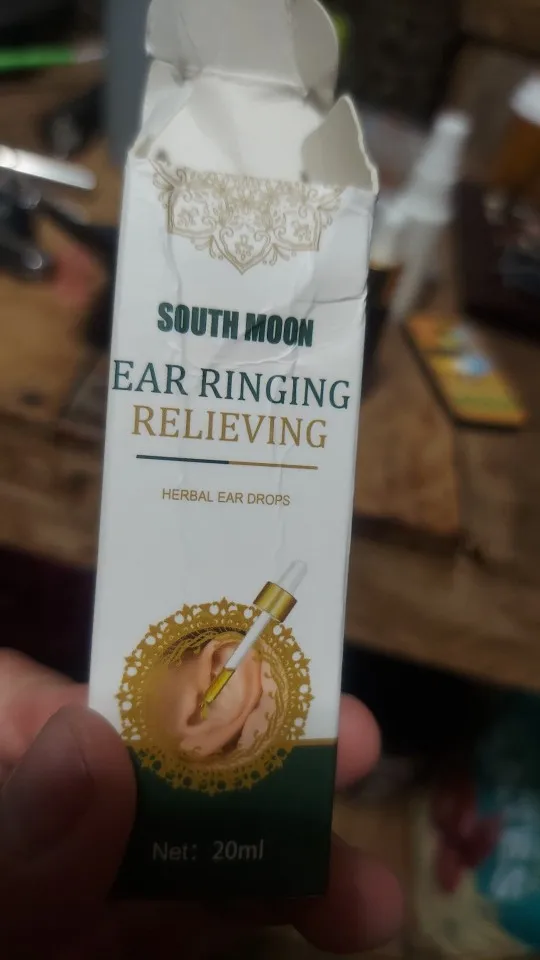 SOUTH MOON
EAR RINGING
RELIEVING
HERBAL EAR DROPS
Net: 20ml